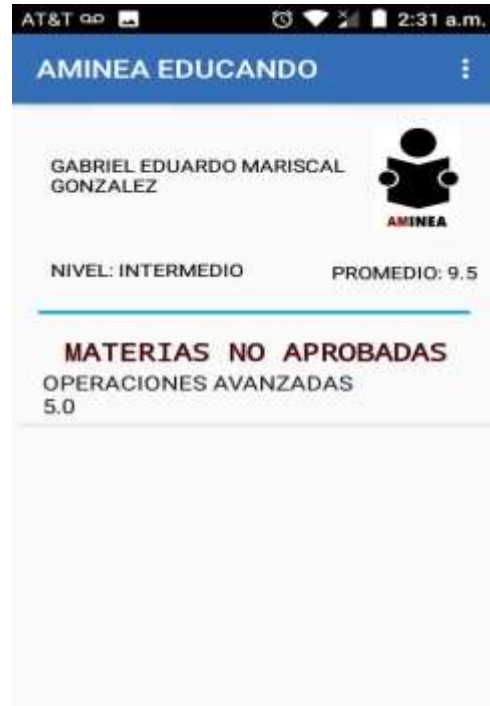 AT&T 2:31 a.m.
AMINEA EDUCANDO
GABRIEL EDUARDO MARISCAL
GONZALEZ
AMINEA
NIVEL: INTERMEDIO PROMEDIO: 9.5
MATERIAS NO APROBADAS
OPERACIONES AVANZADAS
5.0